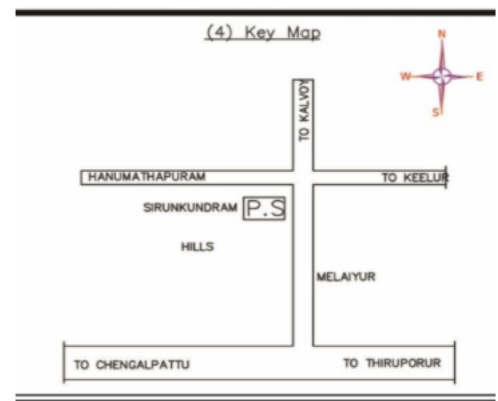 (4) Key Map
N
W E
S
TO KALVOY
HANUMATHAPURAM TO KEELUR
SIRUNKUNDRAM P.S
HILLS
MELAIYUR
TO CHENGALPATTU TO THIRUPORUR